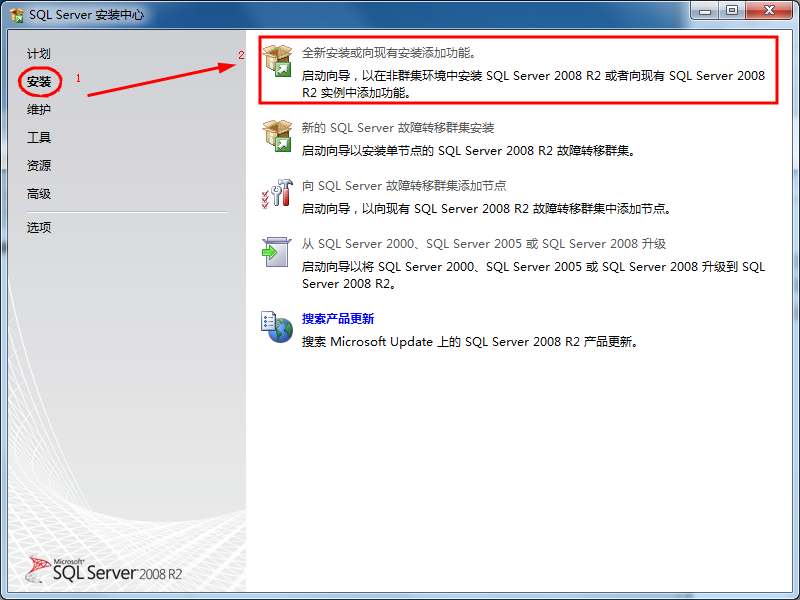 SQL Server 安装中心
计划
安装
1
维护
工具
资源
高级
选项
2
全新安装或向现有安装添加功能。
启动向导，以在非群集环境中安装 SQL Server 2008 R2 或者向现有 SQL Server 2008
R2 实例中添加功能。
新的 SQL Server 故障转移群集安装
启动向导以安装单节点的 SQL Server 2008 R2 故障转移群集。
向 SQL Server 故障转移群集添加节点
启动向导，以向现有 SQL Server 2008 R2 故障转移群集中添加节点。
从 SQL Server 2000、SQL Server 2005 或 SQL Server 2008 升级
启动向导以将 SQL Server 2000、SQL Server 2005 或 SQL Server 2008 升级到 SQL
Server 2008 R2。
搜索产品更新
搜索 Microsoft Update 上的 SQL Server 2008 R2 产品更新。
Microsoft®
SQL Server 2008 R2